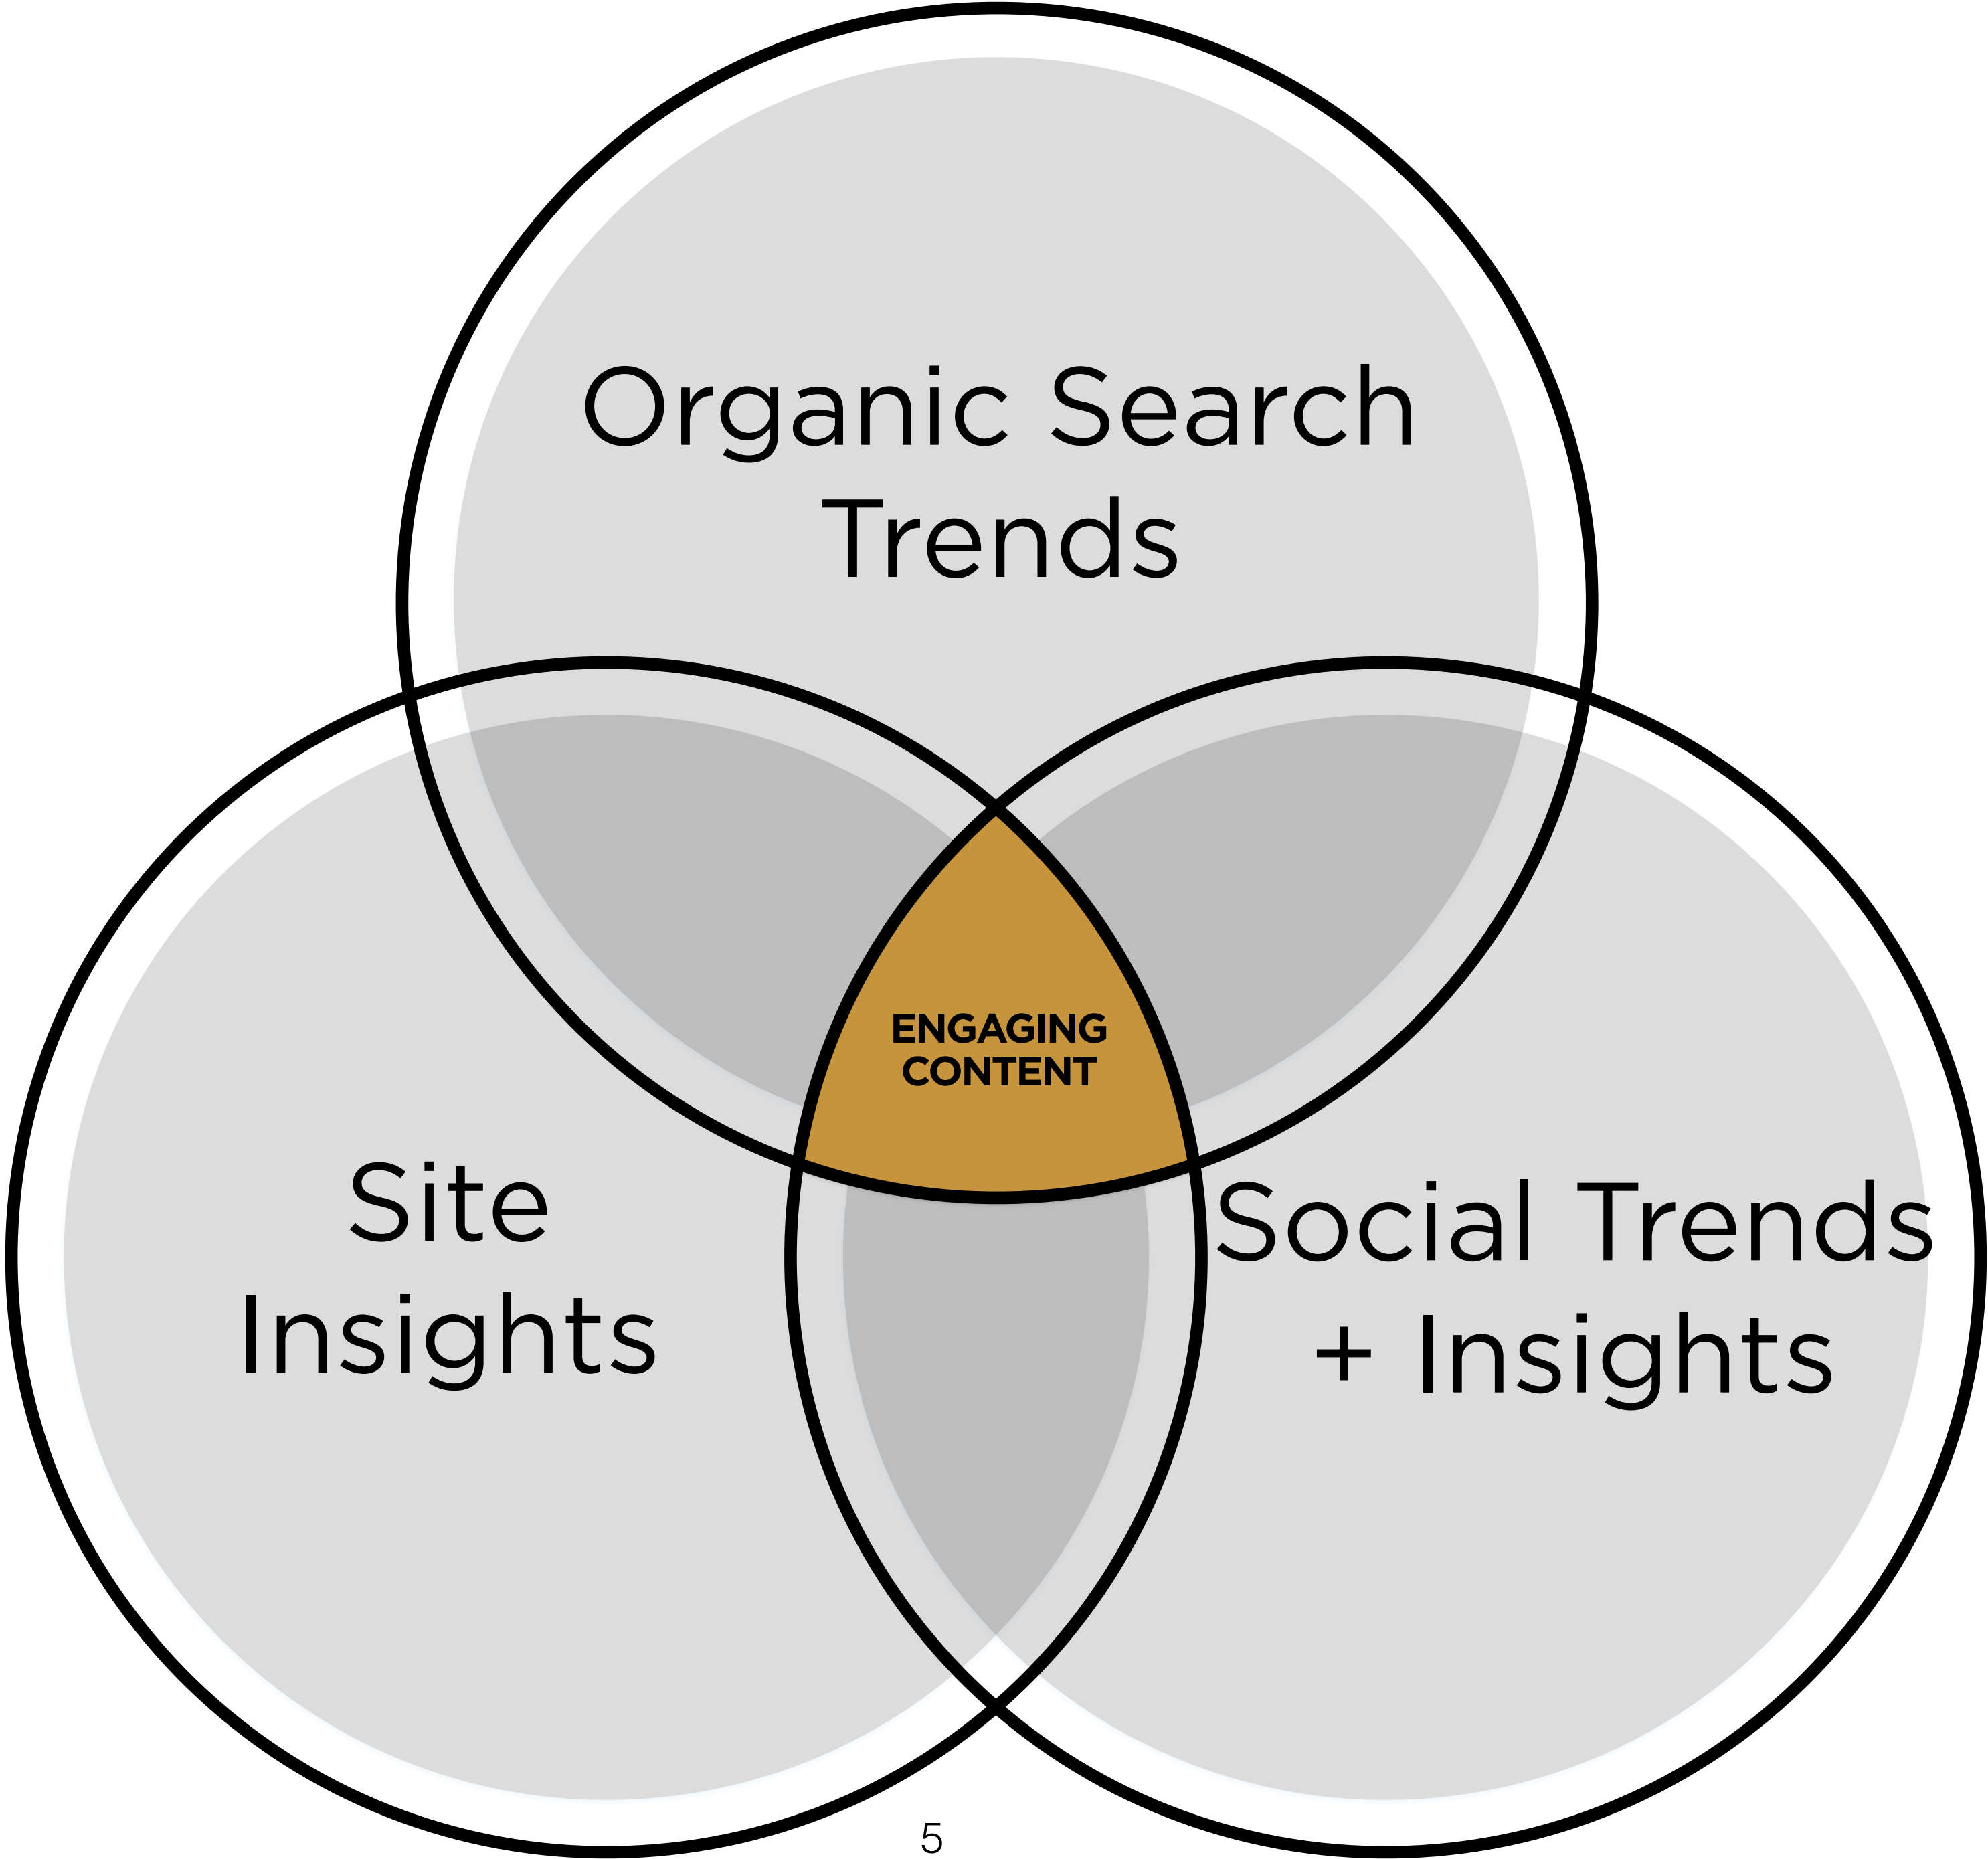 Organic Search
Trends
ENGAGING
CONTENT
Site
Insights
Social Trends
+ Insights
5